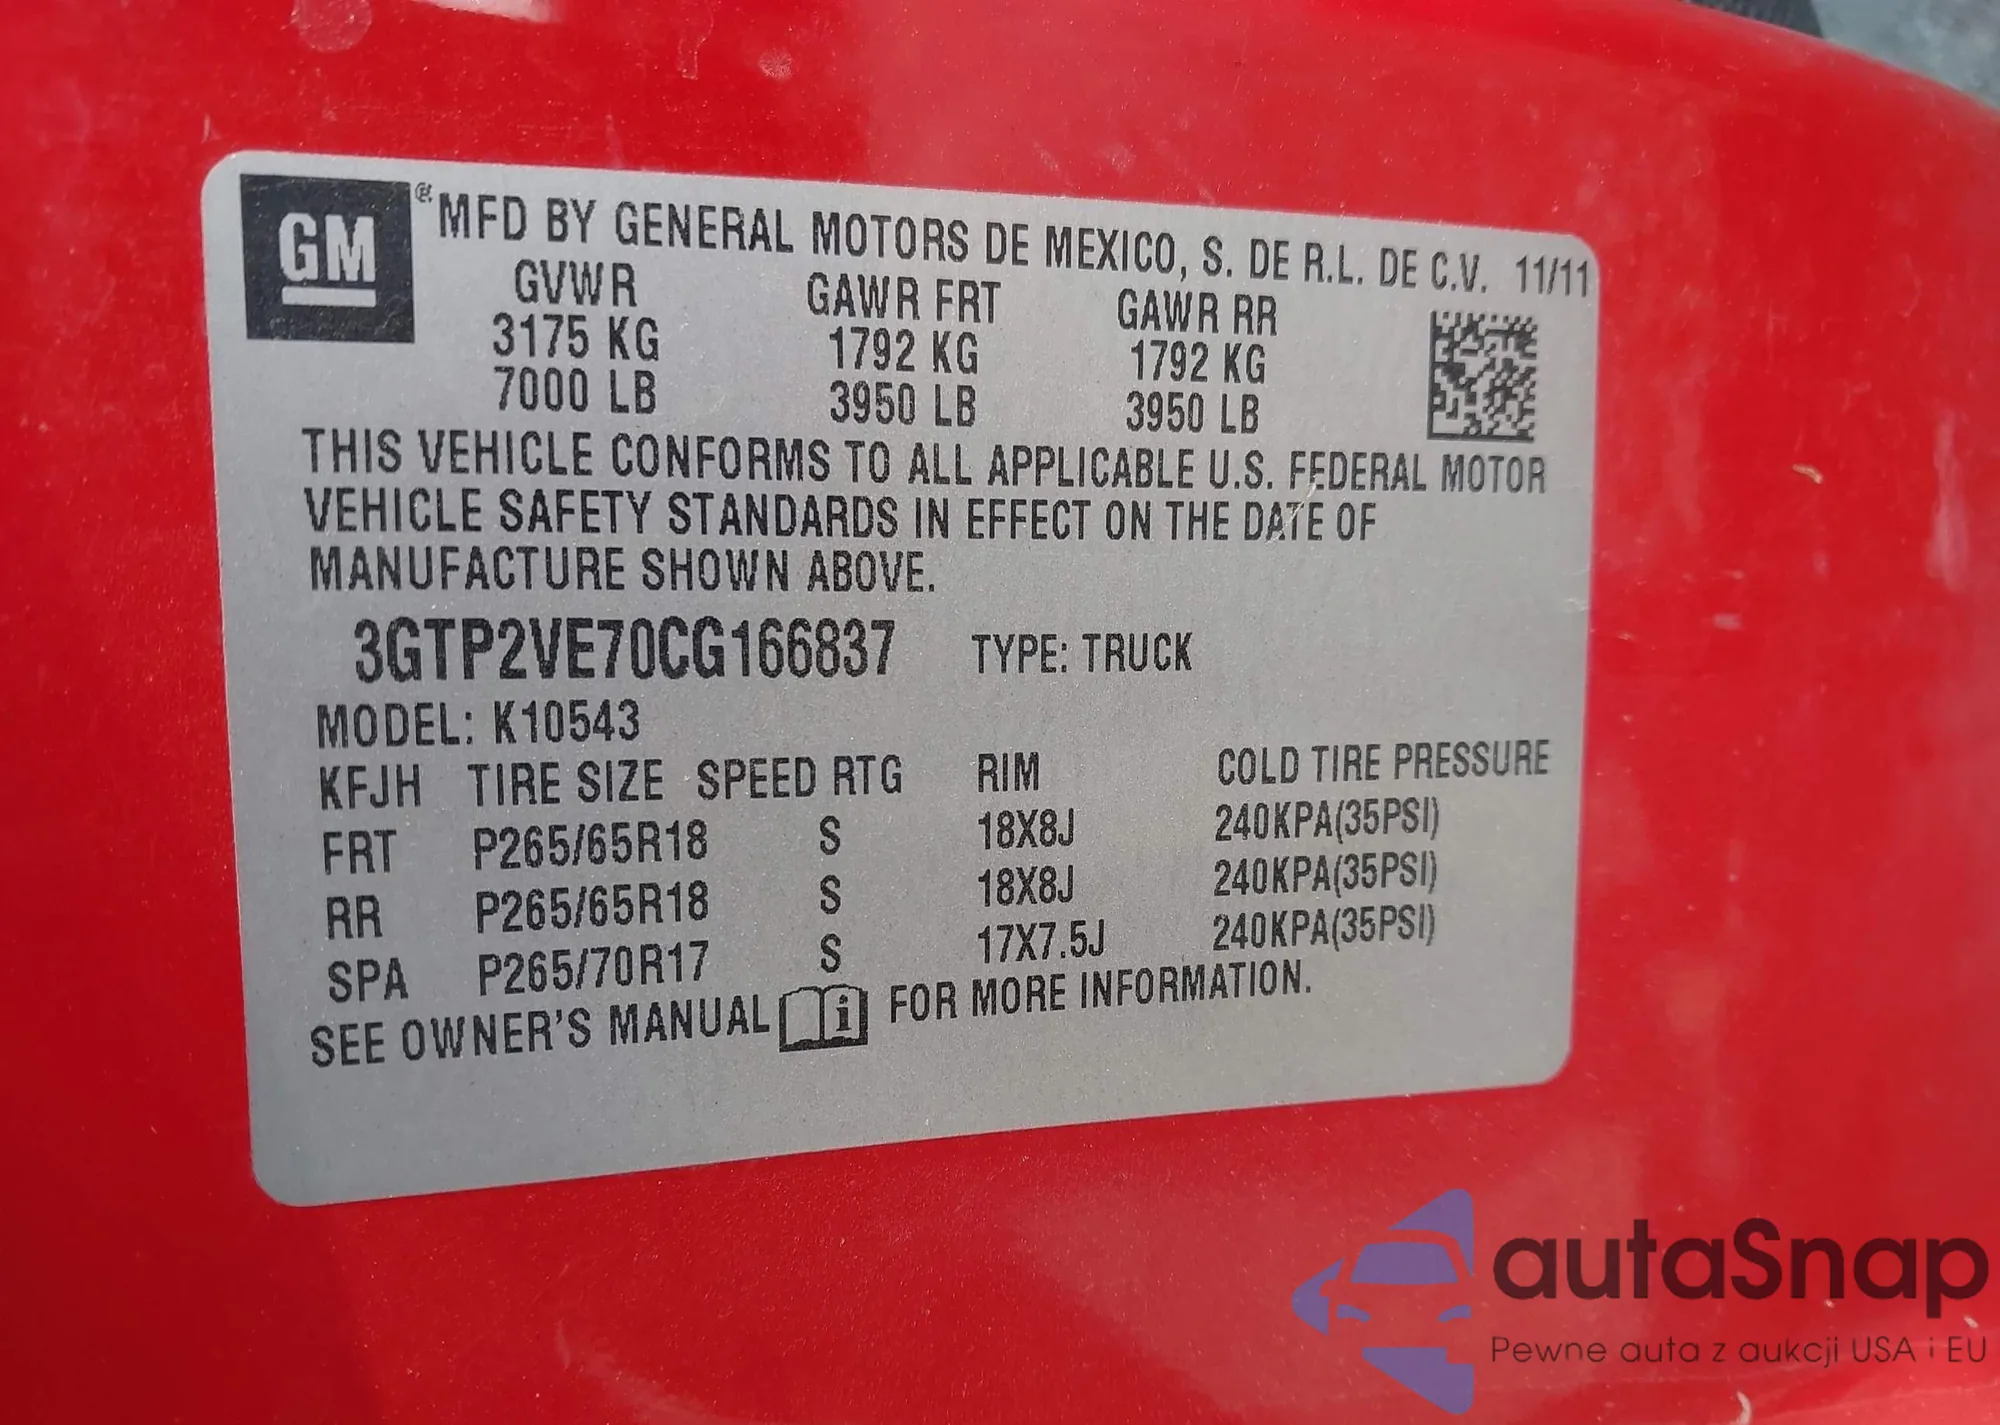 GM ® MFD BY GENERAL MOTORS DE MEXICO, S. DE R.L. DE C.V. 11/11
GVWR GAWR FRT GAWR RR
3175 KG 1792 KG 1792 KG
7000 LB 3950 LB 3950 LB
THIS VEHICLE CONFORMS TO ALL APPLICABLE U.S. FEDERAL MOTOR
VEHICLE SAFETY STANDARDS IN EFFECT ON THE DATE OF
MANUFACTURE SHOWN ABOVE.
3GTP2VE70CG166837 TYPE: TRUCK
MODEL: K10543
KFJH TIRE SIZE SPEED RTG RIM COLD TIRE PRESSURE
FRT P265/65R18 S 18X8J 240KPA(35PSI)
RR P265/65R18 S 18X8J 240KPA(35PSI)
SPA P265/70R17 S 17X7.5J 240KPA(35PSI)
SEE OWNER'S MANUAL i FOR MORE INFORMATION.
autaSnap
Pewne auta z aukcji USA i EU